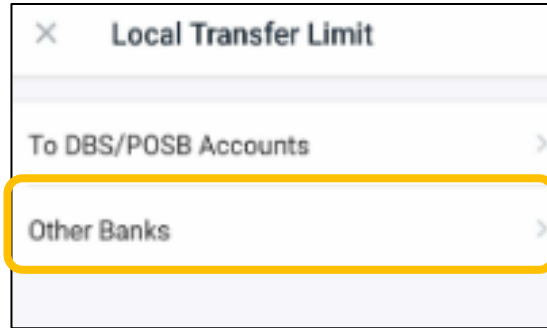 Local Transfer Limit
To DBS/POSB Accounts
Other Banks